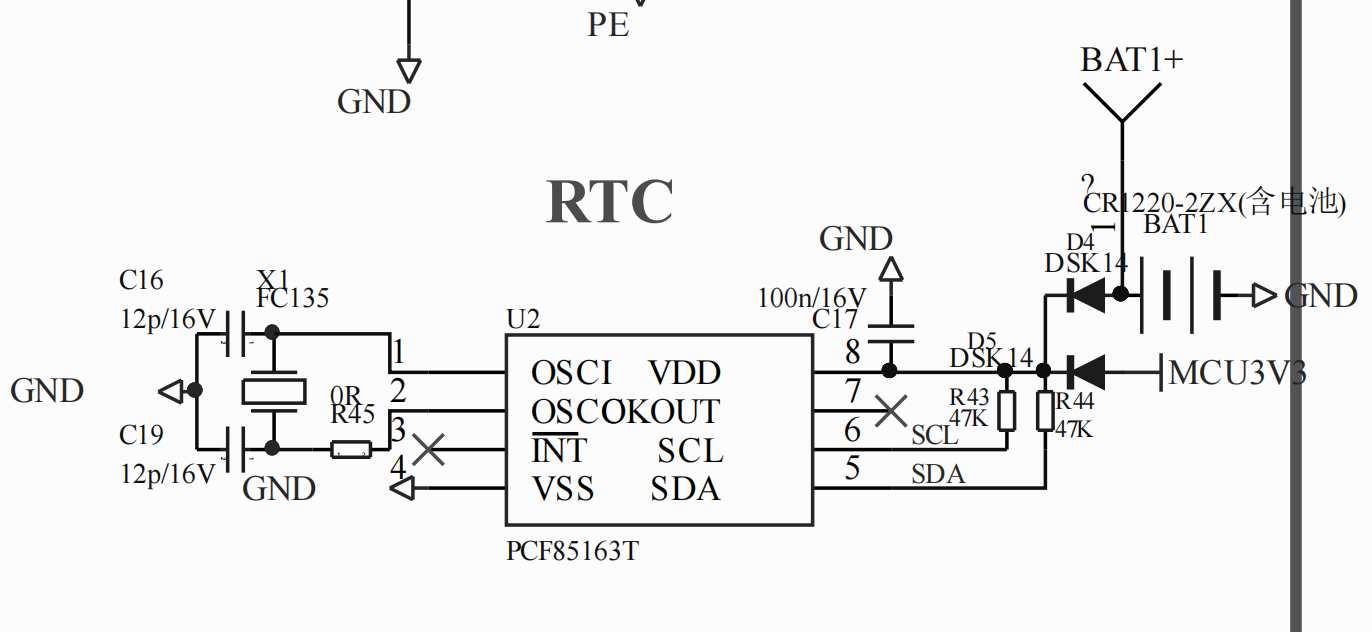 PE
GND
BAT1+
RTC
?
CR1220-2ZX(含电池)
BAT1
1
D4
DSK14
GND
GND
100n/16V
C17
C16
12p/16V
X1
FC135
U2
D5
DSK14
MCU3V3
1
OSCI
VDD
8
GND
0R
R45
2
OSCO
CKOUT
7
R43
47K
R44
47K
3
INT
SCL
6
SCL
C19
12p/16V
GND
4
VSS
SDA
5
SDA
PCF85163T